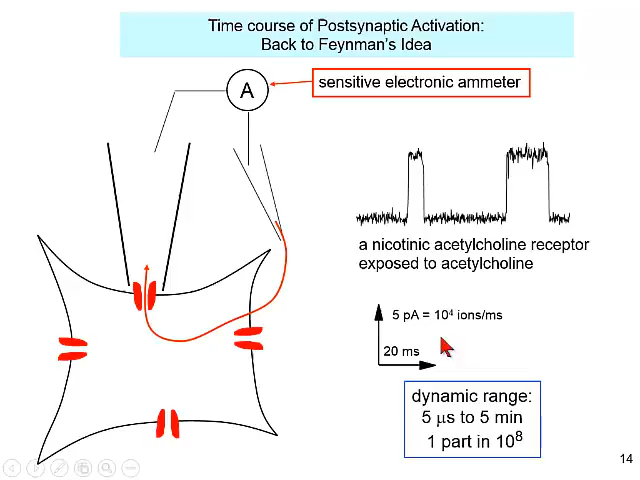 Time course of Postsynaptic Activation:
Back to Feynman's Idea
A
sensitive electronic ammeter
a nicotinic acetylcholine receptor
exposed to acetylcholine
5 pA = 10⁴ ions/ms
20 ms
dynamic range:
5 μs to 5 min
1 part in 10⁸
14